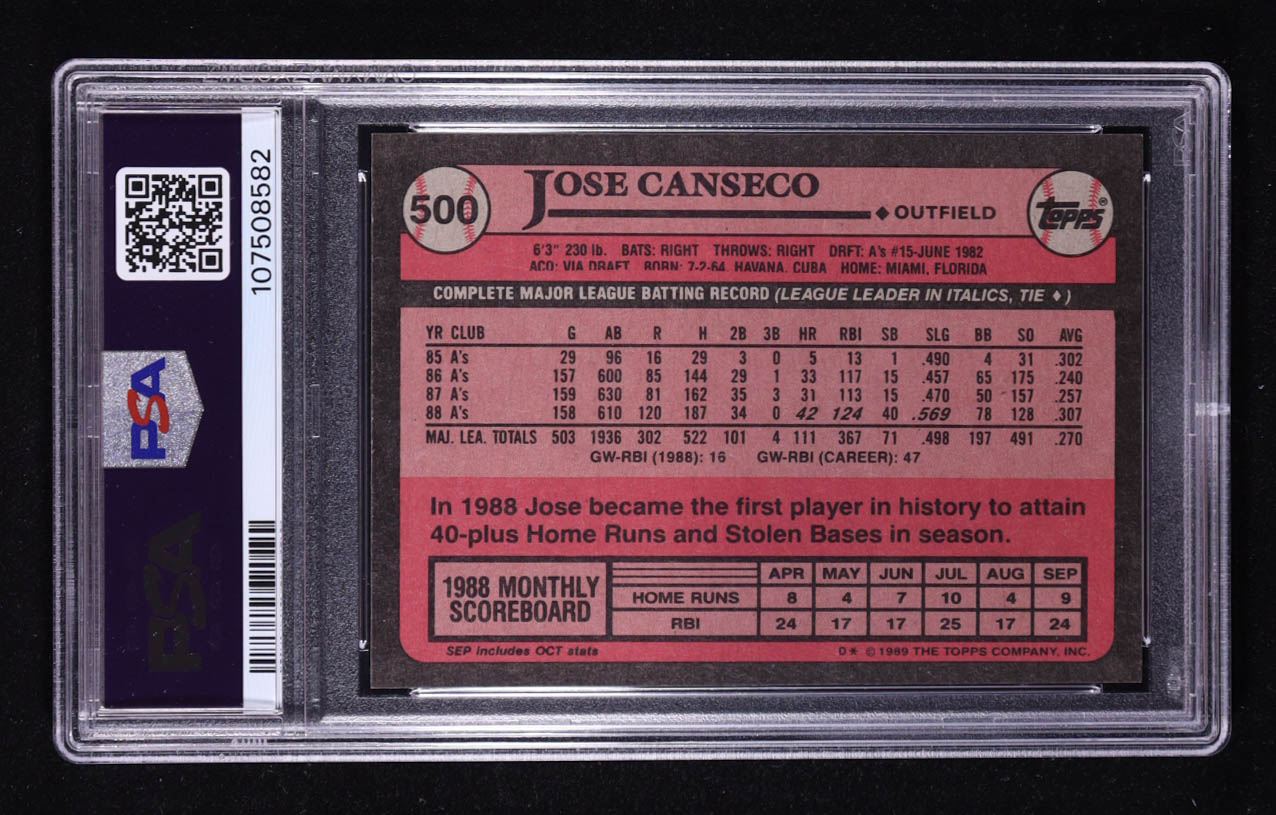 107508582
PSA
PSA
500
JOSE CANSECO
♦ OUTFIELD
Topps®
6'3" 230 lb. BATS: RIGHT THROWS: RIGHT DRFT: A's #15-JUNE 1982
ACQ: VIA DRAFT BORN: 7-2-64, HAVANA, CUBA HOME: MIAMI, FLORIDA
COMPLETE MAJOR LEAGUE BATTING RECORD (LEAGUE LEADER IN ITALICS, TIE ♦)
YR CLUB G AB R H 2B 3B HR RBI SB SLG BB SO AVG
85 A's 29 96 16 29 3 0 5 13 1 .490 4 31 .302
86 A's 157 600 85 144 29 1 33 117 15 .457 65 175 .240
87 A's 159 630 81 162 35 3 31 113 15 .470 50 157 .257
88 A's 158 610 120 187 34 0 42 124 40 .569 78 128 .307
MAJ. LEA. TOTALS 503 1936 302 522 101 4 111 367 71 .498 197 491 .270
GW-RBI (1988): 16 GW-RBI (CAREER): 47
In 1988 Jose became the first player in history to attain
40-plus Home Runs and Stolen Bases in season.
1988 MONTHLY
SCOREBOARD
APR MAY JUN JUL AUG SEP
HOME RUNS 8 4 7 10 4 9
RBI 24 17 17 25 17 24
SEP includes OCT stats
D* © 1989 THE TOPPS COMPANY, INC.